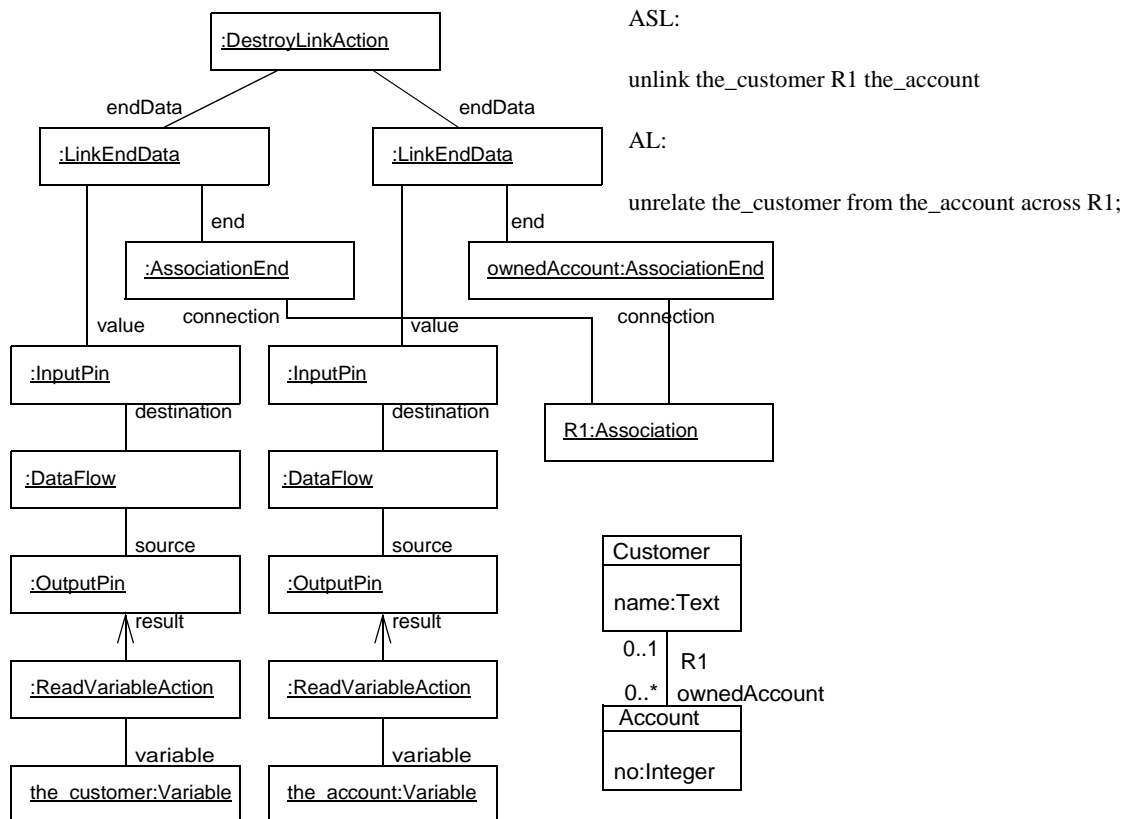 ASL:
:DestroyLinkAction
unlink the_customer R1 the_account
endData
endData
AL:
:LinkEndData
:LinkEndData
unrelate the_customer from the_account across R1;
end
end
:AssociationEnd
ownedAccount:AssociationEnd
connection
connection
value
value
:InputPin
:InputPin
destination
destination
R1:Association
:DataFlow
:DataFlow
source
source
Customer
:OutputPin
:OutputPin
name:Text
result
result
0..1
R1
:ReadVariableAction
:ReadVariableAction
0..*
ownedAccount
Account
variable
variable
no:Integer
the_customer:Variable
the_account:Variable